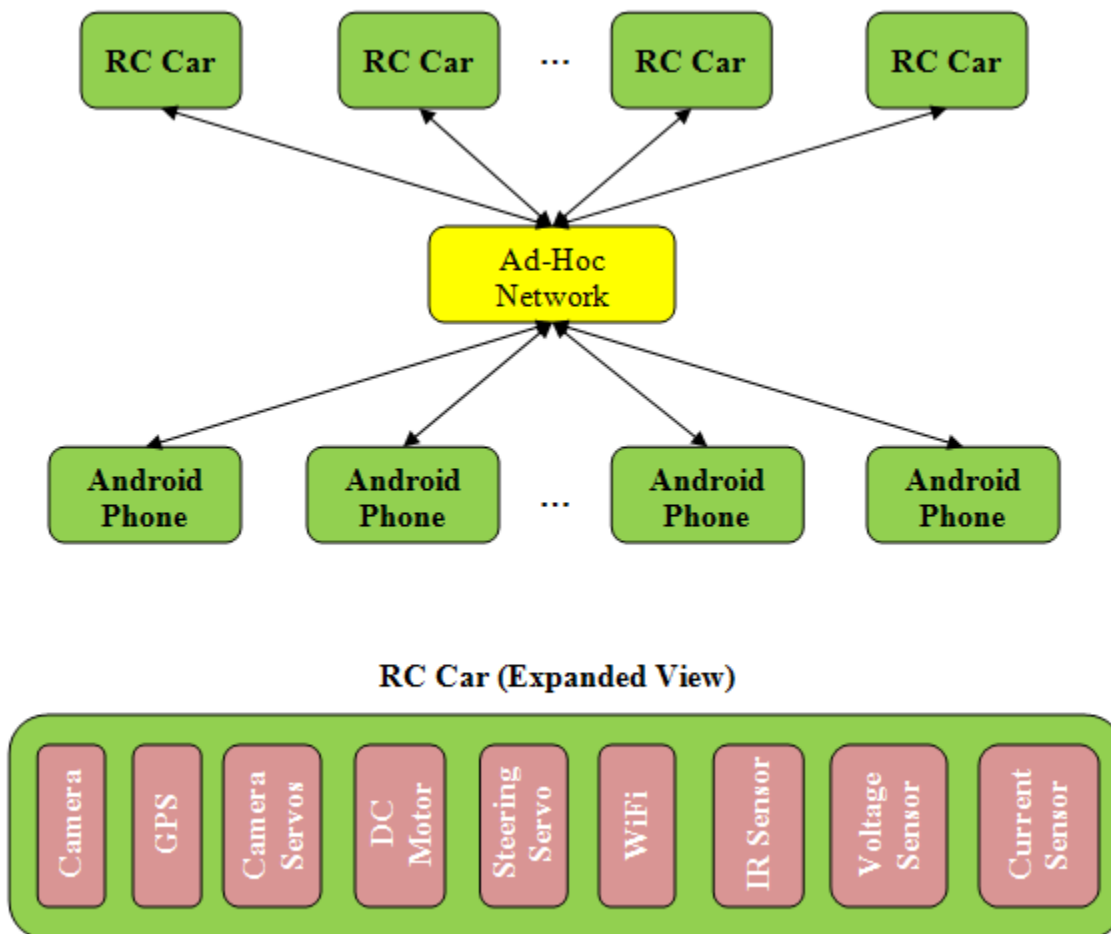 RC Car
RC Car
...
RC Car
RC Car
Ad-Hoc
Network
Android
Phone
Android
Phone
...
Android
Phone
Android
Phone
RC Car (Expanded View)
Camera
GPS
Camera
Servos
DC
Motor
Steering
Servo
WiFi
IR Sensor
Voltage
Sensor
Current
Sensor